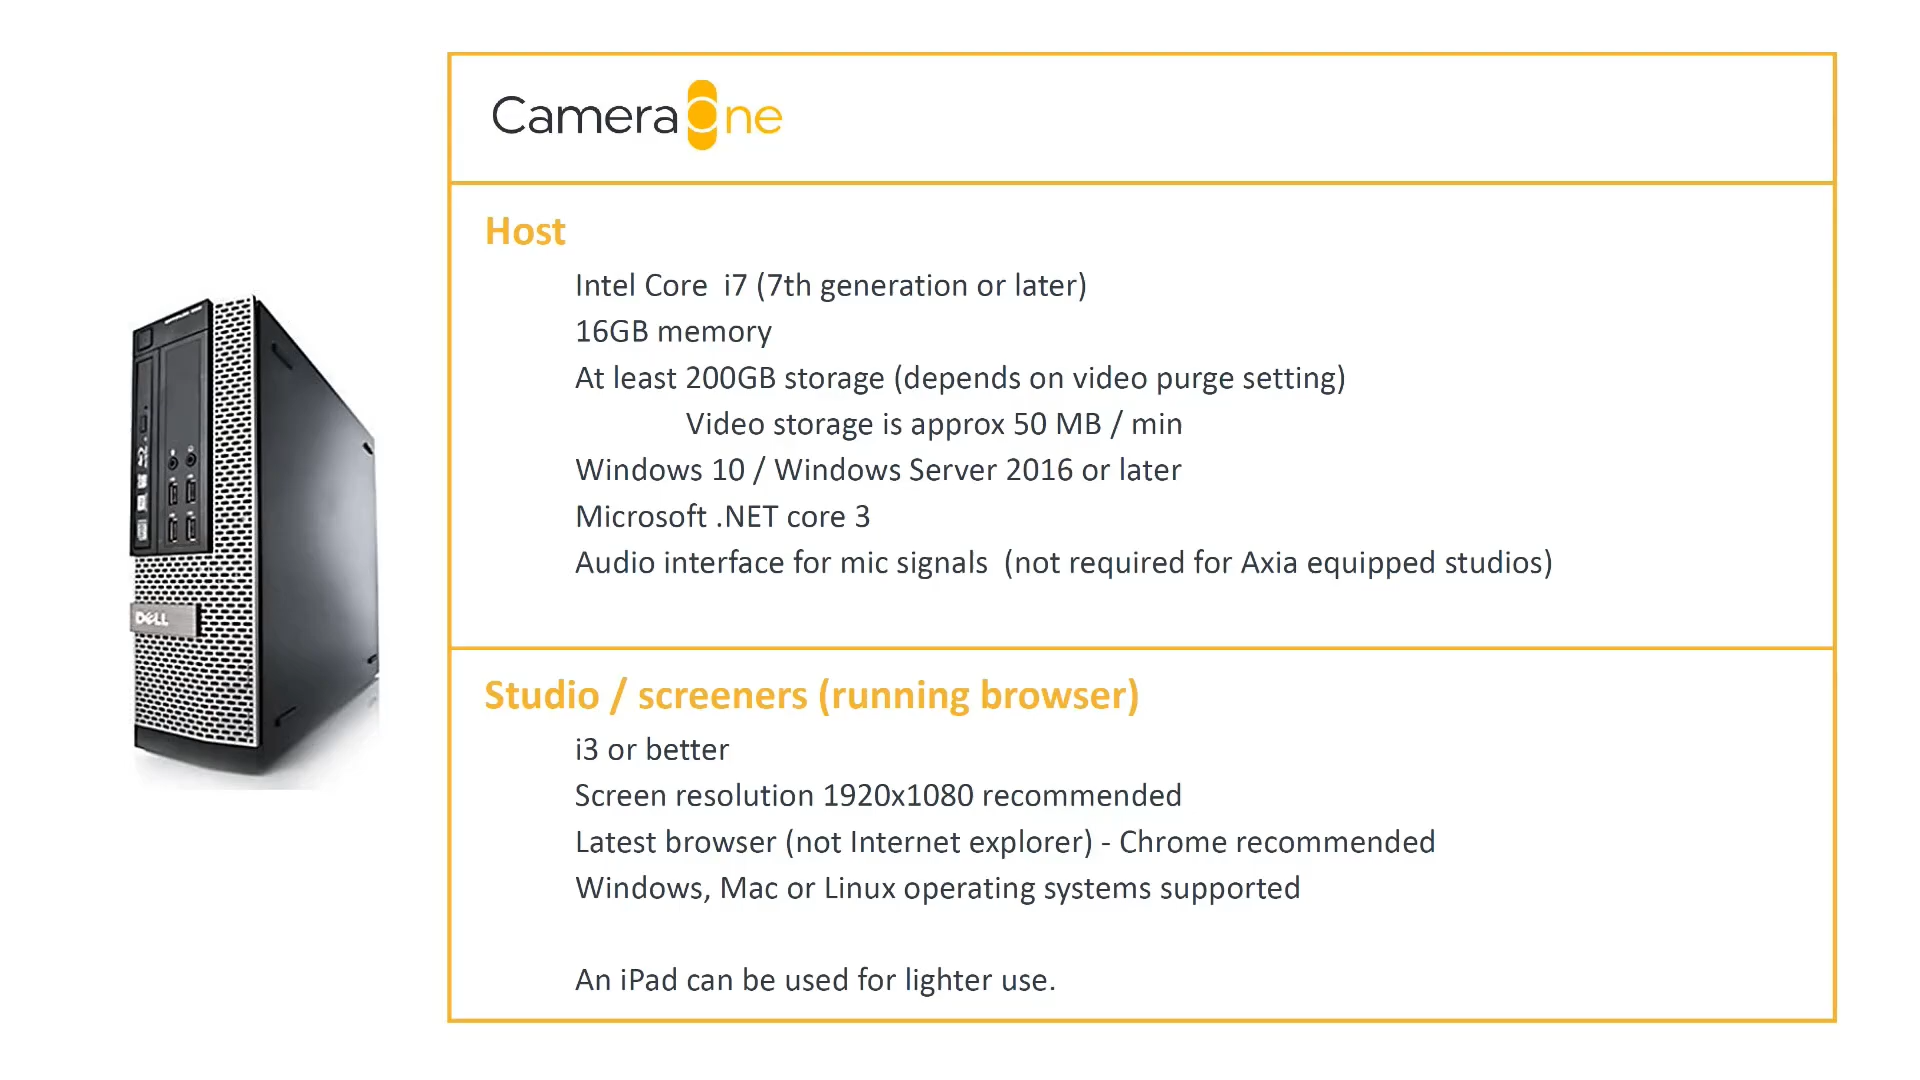 CameraOne
Host
Intel Core i7 (7th generation or later)
16GB memory
At least 200GB storage (depends on video purge setting)
Video storage is approx 50 MB / min
Windows 10 / Windows Server 2016 or later
Microsoft .NET core 3
Audio interface for mic signals (not required for Axia equipped studios)
DELL
Studio / screeners (running browser)
i3 or better
Screen resolution 1920x1080 recommended
Latest browser (not Internet explorer) - Chrome recommended
Windows, Mac or Linux operating systems supported
An iPad can be used for lighter use.